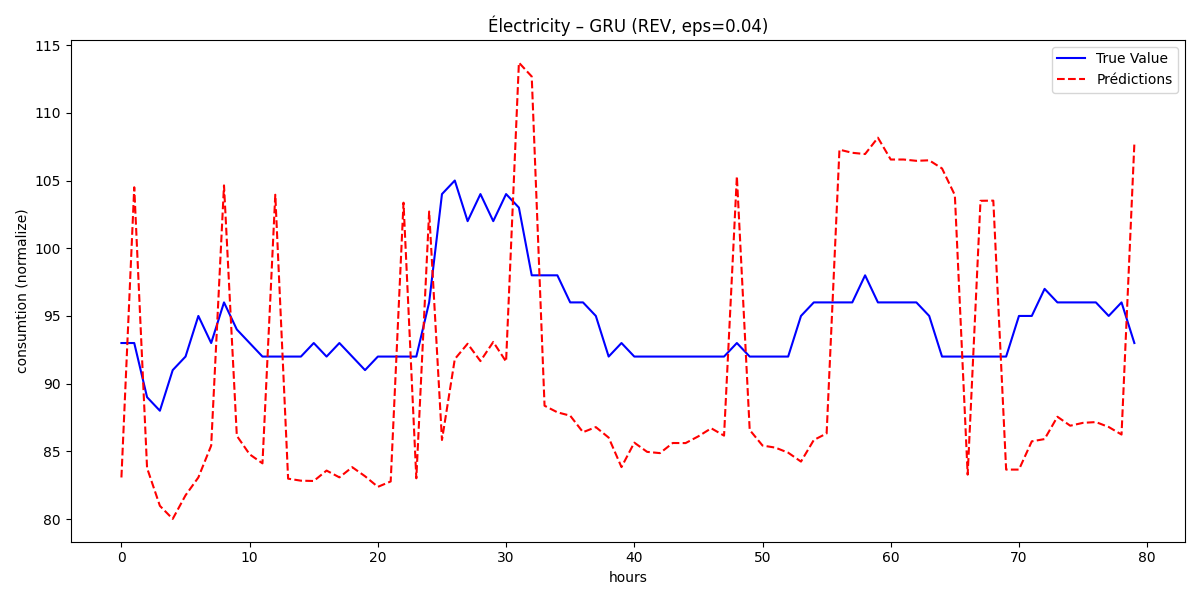 Électricity – GRU (REV, eps=0.04)
True Value
Prédictions
consumtion (normalize)
115
110
105
100
95
90
85
80
0 10 20 30 40 50 60 70 80
hours